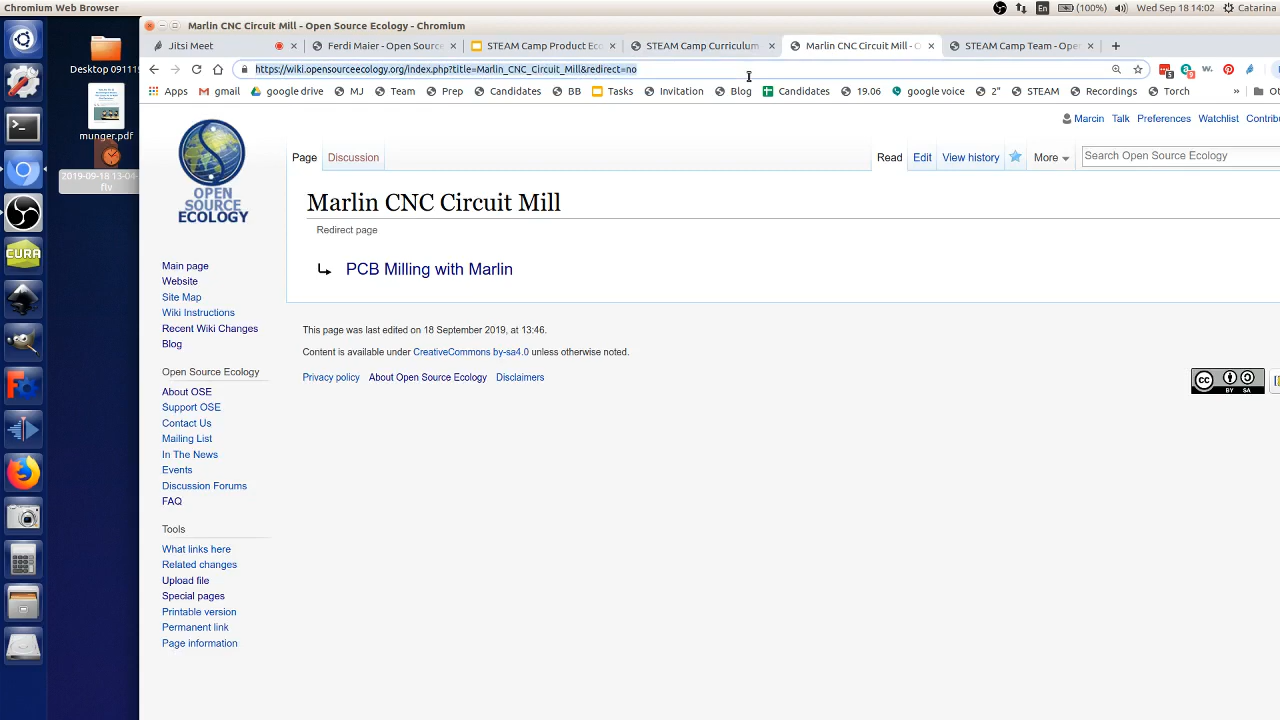 Chromium Web Browser
En
(100%)
Wed Sep 18 14:02
Catarina
Marlin CNC Circuit Mill - Open Source Ecology - Chromium
Jitsi Meet
Ferdi Maier - Open Source
STEAM Camp Product Ec
STEAM Camp Curriculum
Marlin CNC Circuit Mill - O
STEAM Camp Team - Open
https://wiki.opensourceecology.org/index.php?title=Marlin_CNC_Circuit_Mill&redirect=no
Apps
gmail
google drive
MJ
Team
Prep
Candidate
BB
Tasks
Invitation
Blog
Candidates
19.06
google voice
2"
STEAM
Recordings
Torch
»
Ot
Desktop 09111
munger.pdf
2019-09-18 13-04-
flv
CURA
OPEN
SOURCE
ECOLOGY
Marcin
Talk
Preferences
Watchlist
Contrib
Page
Discussion
Read
Edit
View history
More
Search Open Source Ecology
Marlin CNC Circuit Mill
Redirect page
PCB Milling with Marlin
This page was last edited on 18 September 2019, at 13:46.
Content is available under CreativeCommons by-sa4.0 unless otherwise noted.
Privacy policy
About Open Source Ecology
Disclaimers
cc
BY SA
Main page
Website
Site Map
Wiki Instructions
Recent Wiki Changes
Blog
Open Source Ecology
About OSE
Support OSE
Contact Us
Mailing List
In The News
Events
Discussion Forums
FAQ
Tools
What links here
Related changes
Upload file
Special pages
Printable version
Permanent link
Page information